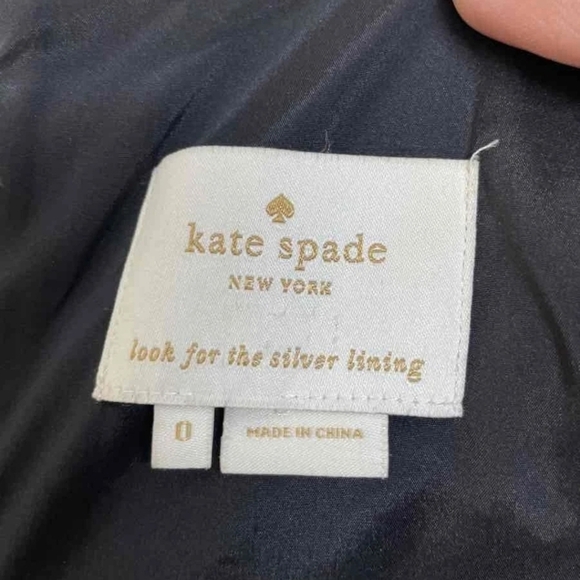 kate spade
NEW YORK
look for the silver lining
0
MADE IN CHINA